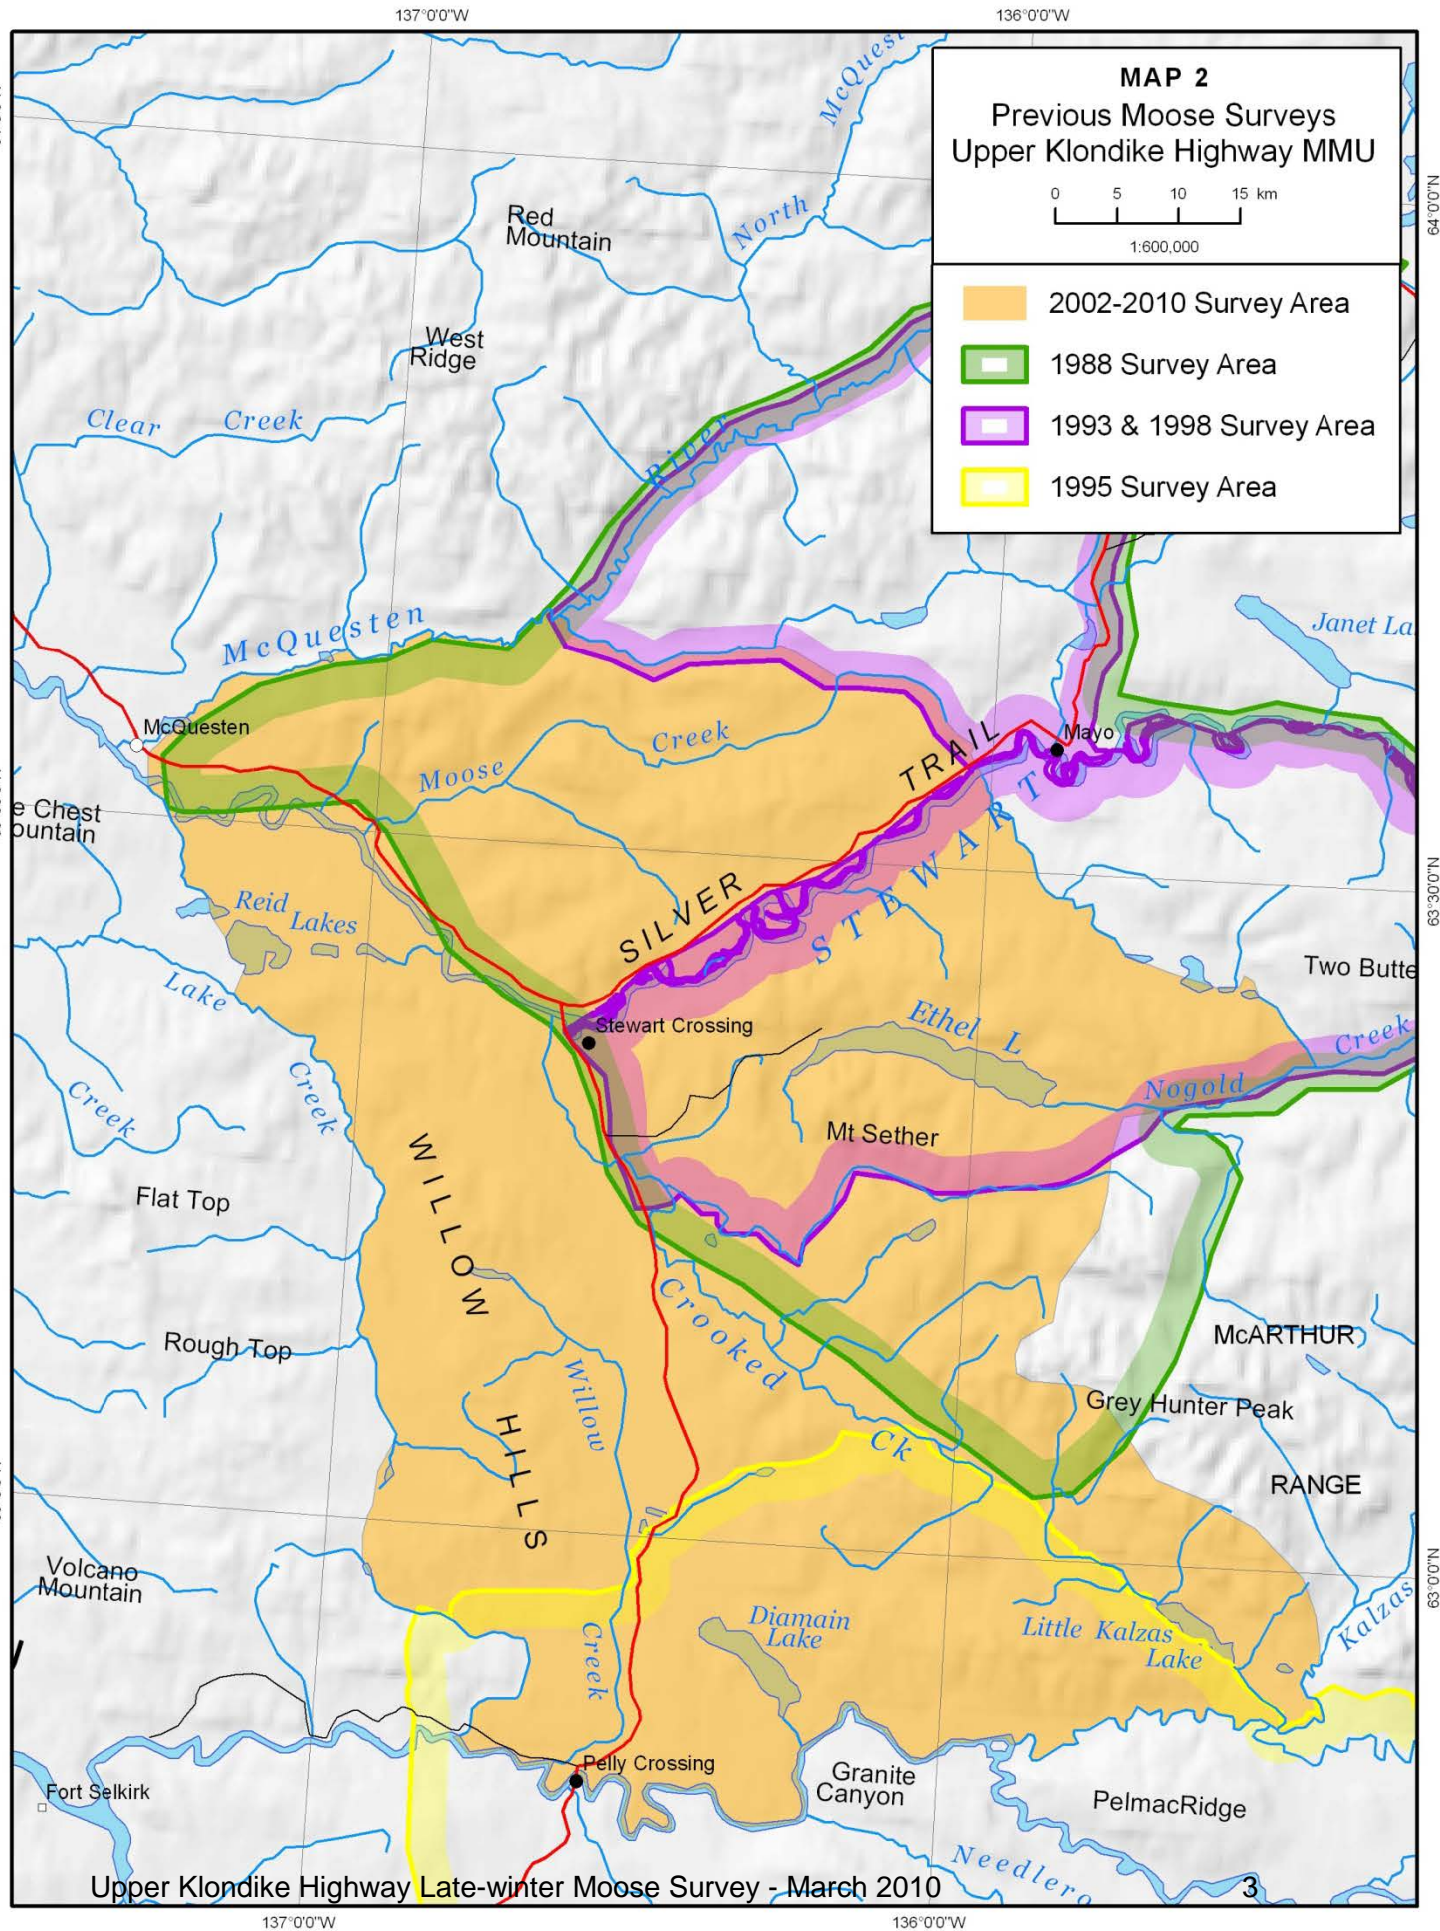 137°0'0"W
136°0'0"W
MAP 2
Previous Moose Surveys
Upper Klondike Highway MMU
0 5 10 15 km
1:600,000
2002-2010 Survey Area
1988 Survey Area
1993 & 1998 Survey Area
1995 Survey Area
McQuest
North
Red
Mountain
64°0'0"N
West
Ridge
Clear Creek
River
McQuesten
Janet La
McQuesten
Creek
Moose
Mayo
SILVER TRAIL
STEWART
e Chest
ountain
Reid
Lakes
63°30'0"N
Two Butte
Lake
Creek
Stewart Crossing
Ethel L
Creek
Nogold
Creek
Mt Sether
Flat Top
WILLOW
HILLS
Crooked
Ck
McARTHUR
RANGE
Rough Top
Willow
Creek
Grey Hunter Peak
Volcano
Mountain
63°0'0"N
Diamain
Lake
Little Kalzas
Lake
Kalzas
Pelly Crossing
Granite
Canyon
Fort Selkirk
PelmacRidge
Needlero
Upper Klondike Highway Late-winter Moose Survey - March 2010
3
137°0'0"W
136°0'0"W